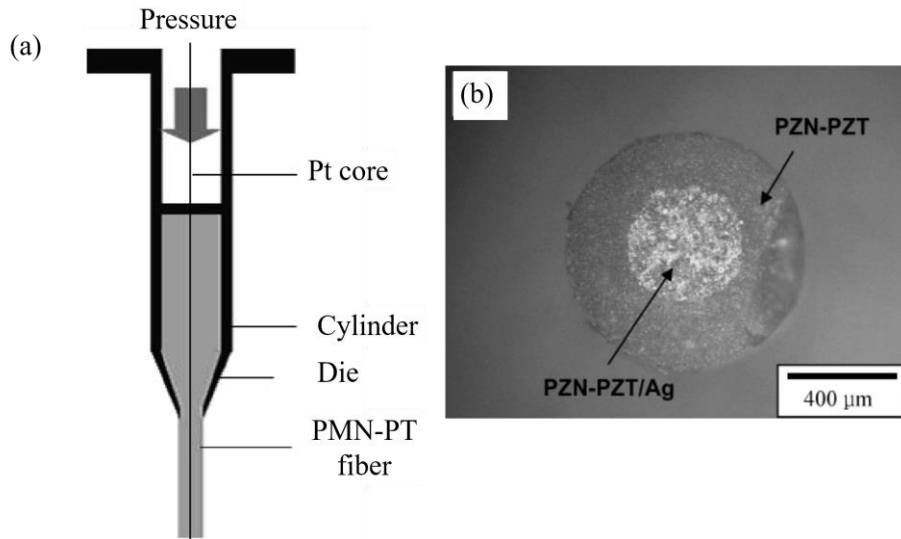 (a)
Pressure
Pt core
Cylinder
Die
PMN-PT
fiber
(b)
PZN-PZT
PZN-PZT/Ag
400 µm